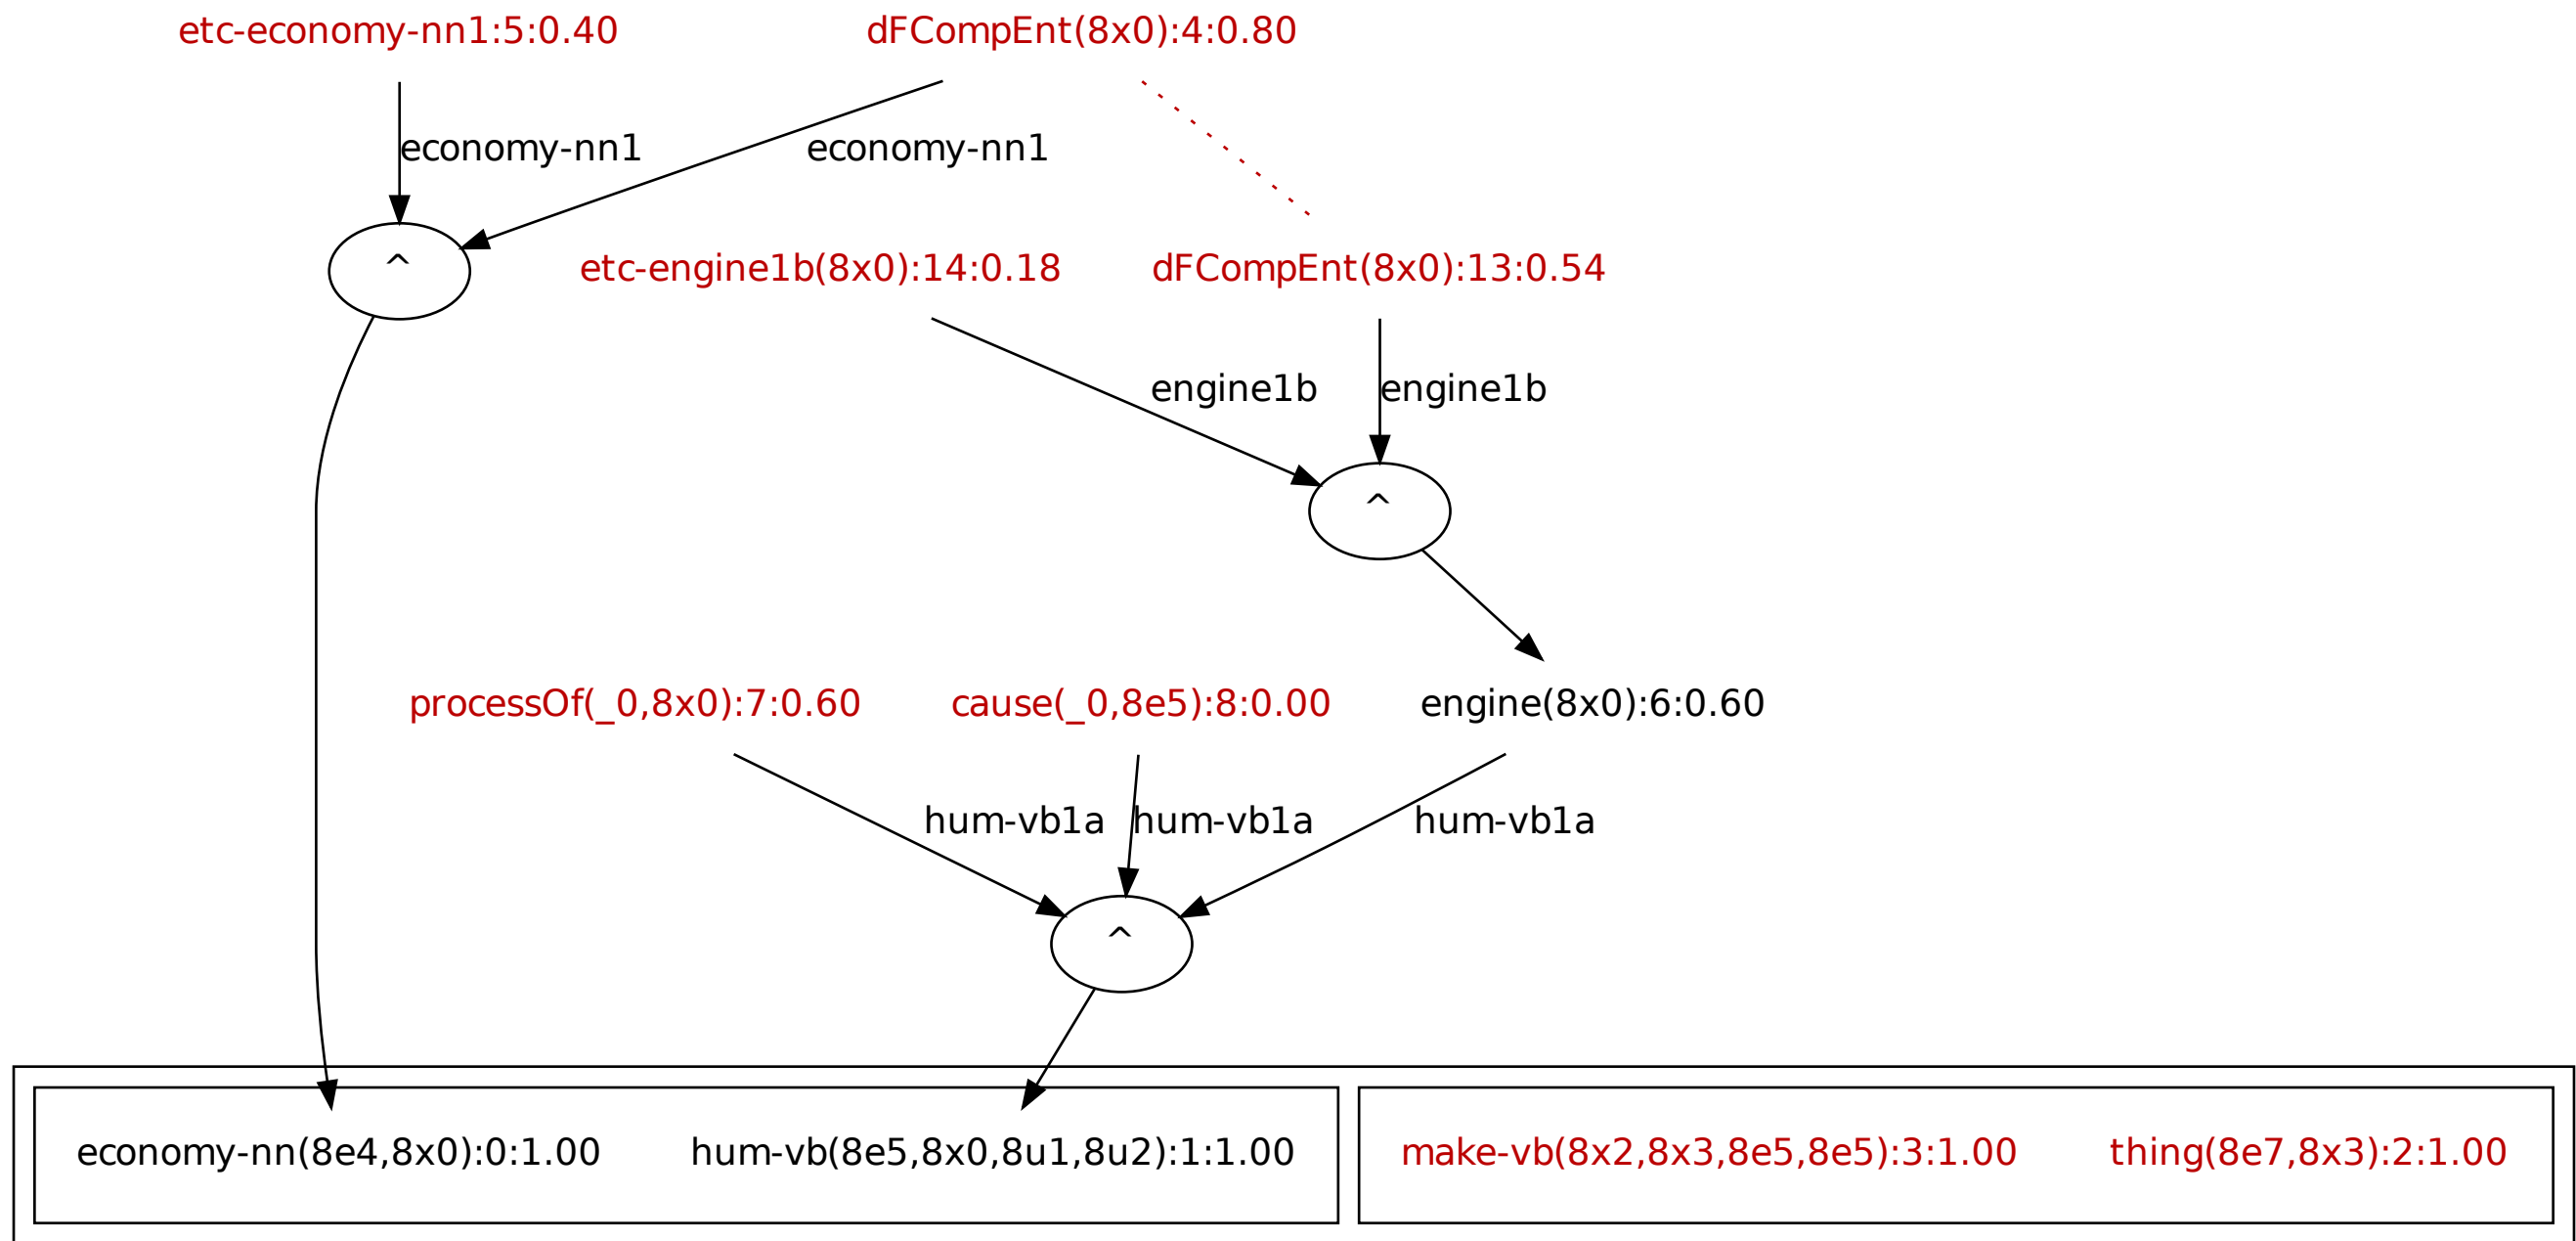 etc-economy-nn1:5:0.40 dFCompEnt(8x0):4:0.80
economy-nn1 economy-nn1
^ etc-engine1b(8x0):14:0.18 dFCompEnt(8x0):13:0.54
engine1b engine1b
^
processOf(_0,8x0):7:0.60 cause(_0,8e5):8:0.00 engine(8x0):6:0.60
hum-vb1a hum-vb1a hum-vb1a
^
economy-nn(8e4,8x0):0:1.00 hum-vb(8e5,8x0,8u1,8u2):1:1.00 make-vb(8x2,8x3,8e5,8e5):3:1.00 thing(8e7,8x3):2:1.00